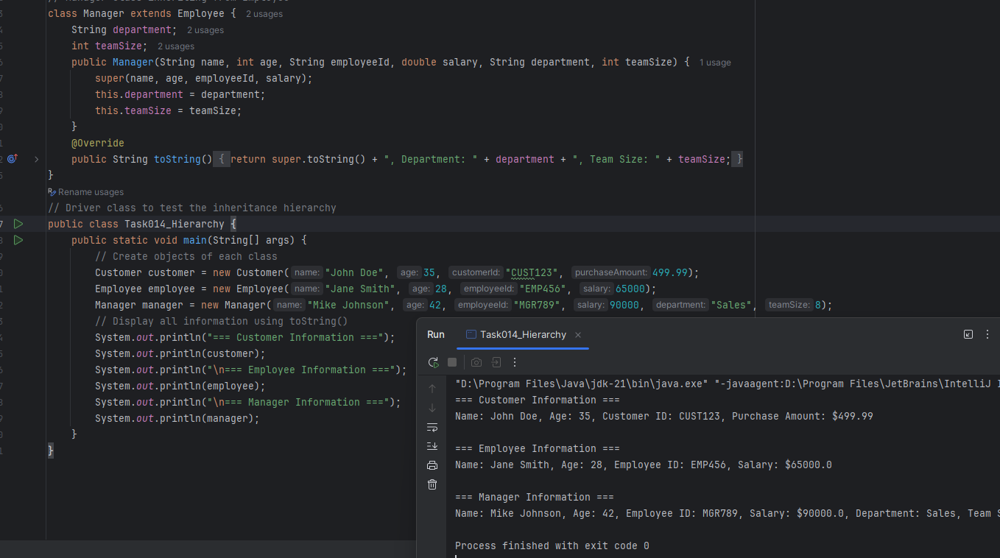 // Manager class inheriting from Employee
class Manager extends Employee { 2 usages
String department; 2 usages
int teamSize; 2 usages
public Manager(String name, int age, String employeeId, double salary, String department, int teamSize) { 1 usage
super(name, age, employeeId, salary);
this.department = department;
this.teamSize = teamSize;
}
@Override
public String toString() { return super.toString() + ", Department: " + department + ", Team Size: " + teamSize; }
}
Rename usages
// Driver class to test the inheritance hierarchy
public class Task014_Hierarchy {
public static void main(String[] args) {
// Create objects of each class
Customer customer = new Customer( name: "John Doe", age: 35, customerId: "CUST123", purchaseAmount: 499.99);
Employee employee = new Employee( name: "Jane Smith", age: 28, employeeId: "EMP456", salary: 65000);
Manager manager = new Manager( name: "Mike Johnson", age: 42, employeeId: "MGR789", salary: 90000, department: "Sales", teamSize: 8);
// Display all information using toString()
System.out.println("=== Customer Information ===");
System.out.println(customer);
System.out.println("\n=== Employee Information ===");
System.out.println(employee);
System.out.println("\n=== Manager Information ===");
System.out.println(manager);
}
}
Run Task014_Hierarchy
"D:\Program Files\Java\jdk-21\bin\java.exe" "-javaagent:D:\Program Files\JetBrains\IntelliJ I
=== Customer Information ===
Name: John Doe, Age: 35, Customer ID: CUST123, Purchase Amount: $499.99
=== Employee Information ===
Name: Jane Smith, Age: 28, Employee ID: EMP456, Salary: $65000.0
=== Manager Information ===
Name: Mike Johnson, Age: 42, Employee ID: MGR789, Salary: $90000.0, Department: Sales, Team S
Process finished with exit code 0